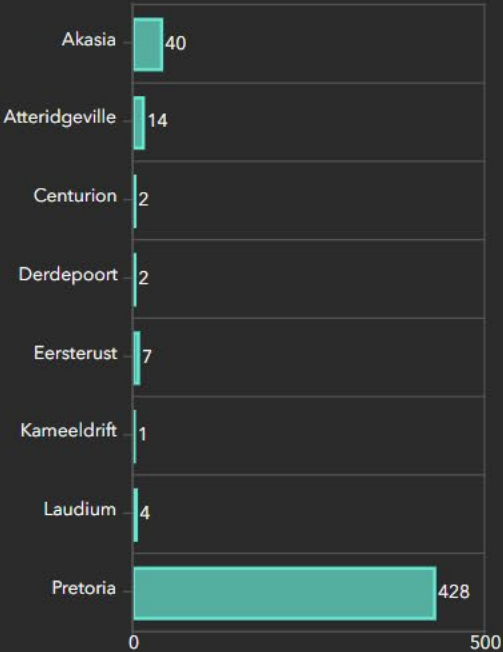 Akasia 40
Atteridgeville 14
Centurion 2
Derdepoort 2
Eersterust 7
Kameeldrift 1
Laudium 4
Pretoria 428
0 500